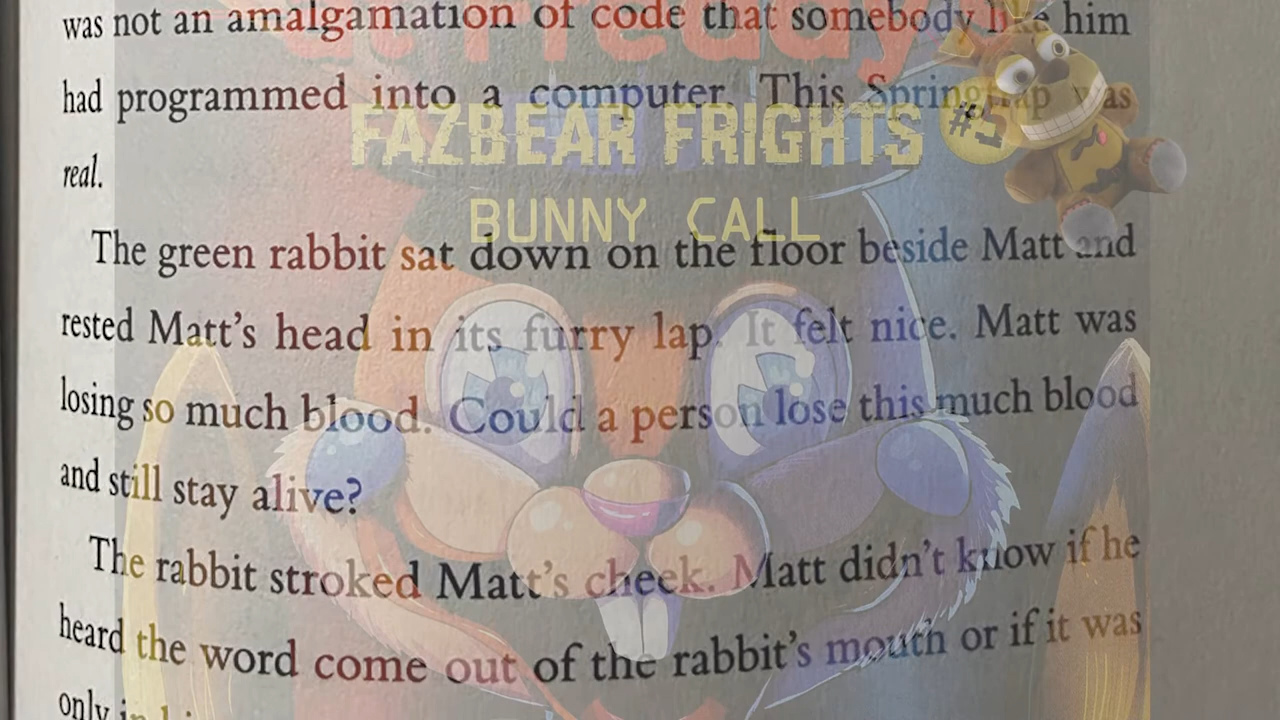 was not an amalgamation of code that somebody like him
had programmed into a computer. This Springtrap was
FAZBEAR FRIGHTS #5
real.
BUNNY CALL
The green rabbit sat down on the floor beside Matt and
rested Matt's head in its furry lap. It felt nice. Matt was
losing so much blood. Could a person lose this much blood
and still stay alive?
The rabbit stroked Matt's cheek. Matt didn't know if he
heard the word come out of the rabbit's mouth or if it was
only in